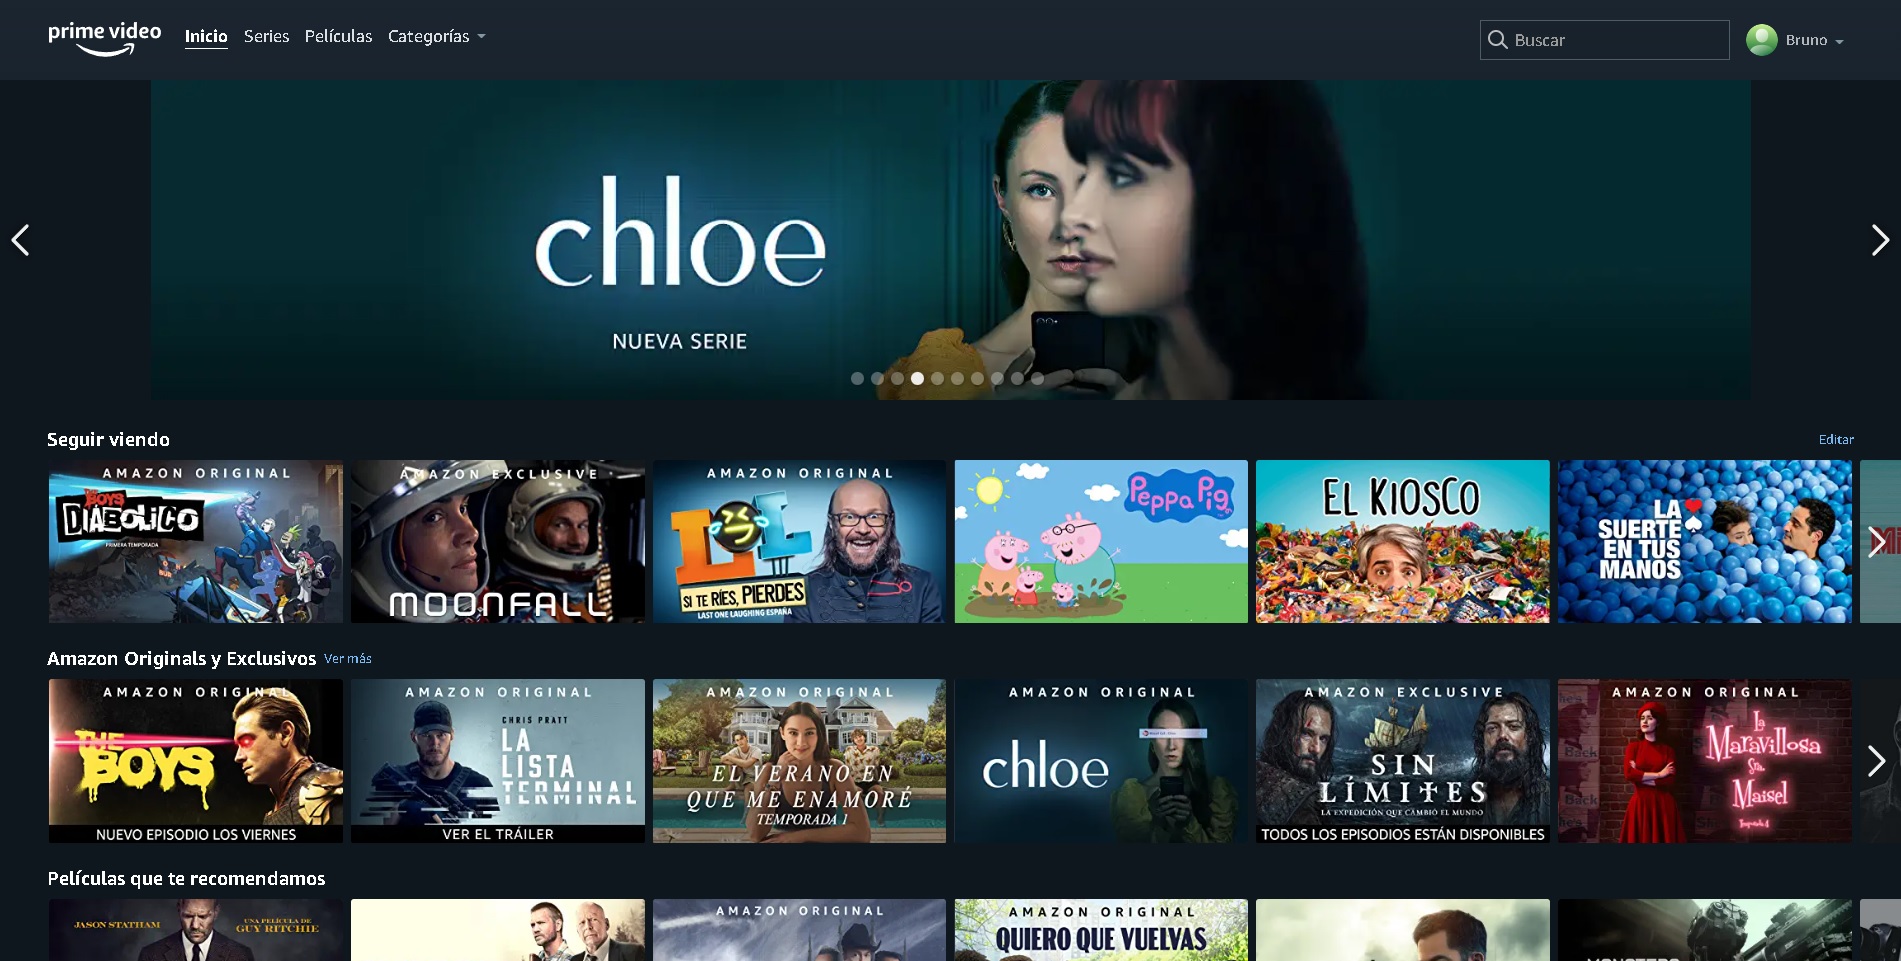 prime video
Inicio Series Películas Categorías
Buscar
Bruno
chloe
NUEVA SERIE
Seguir viendo
Editar
AMAZON ORIGINAL
THE BOYS
DIABOLICO
PRIMERA TEMPORADA
AMAZON EXCLUSIVE
MOONFALL
AMAZON ORIGINAL
LOL
SI TE RÍES, PIERDES
LAST ONE LAUGHING ESPAÑA
Peppa Pig
EL KIOSCO
LA
SUERTE
EN TUS
MANOS
Amazon Originals y Exclusivos Ver más
AMAZON ORIGINAL
THE
BOYS
NUEVO EPISODIO LOS VIERNES
AMAZON ORIGINAL
CHRIS PRATT
LA
LISTA
TERMINAL
VER EL TRÁILER
AMAZON ORIGINAL
EL VERANO EN
QUE ME ENAMORÉ
TEMPORADA 1
AMAZON ORIGINAL
chloe
AMAZON EXCLUSIVE
SIN
LÍMITES
LA EXPEDICIÓN QUE CAMBIÓ EL MUNDO
TODOS LOS EPISODIOS ESTÁN DISPONIBLES
AMAZON ORIGINAL
La
Maravillosa
Sra.
Maisel
Temporada 4
Películas que te recomendamos
JASON STATHAM
UNA PELÍCULA DE
GUY RITCHIE
AMAZON ORIGINAL
AMAZON ORIGINAL
QUIERO QUE VUELVAS